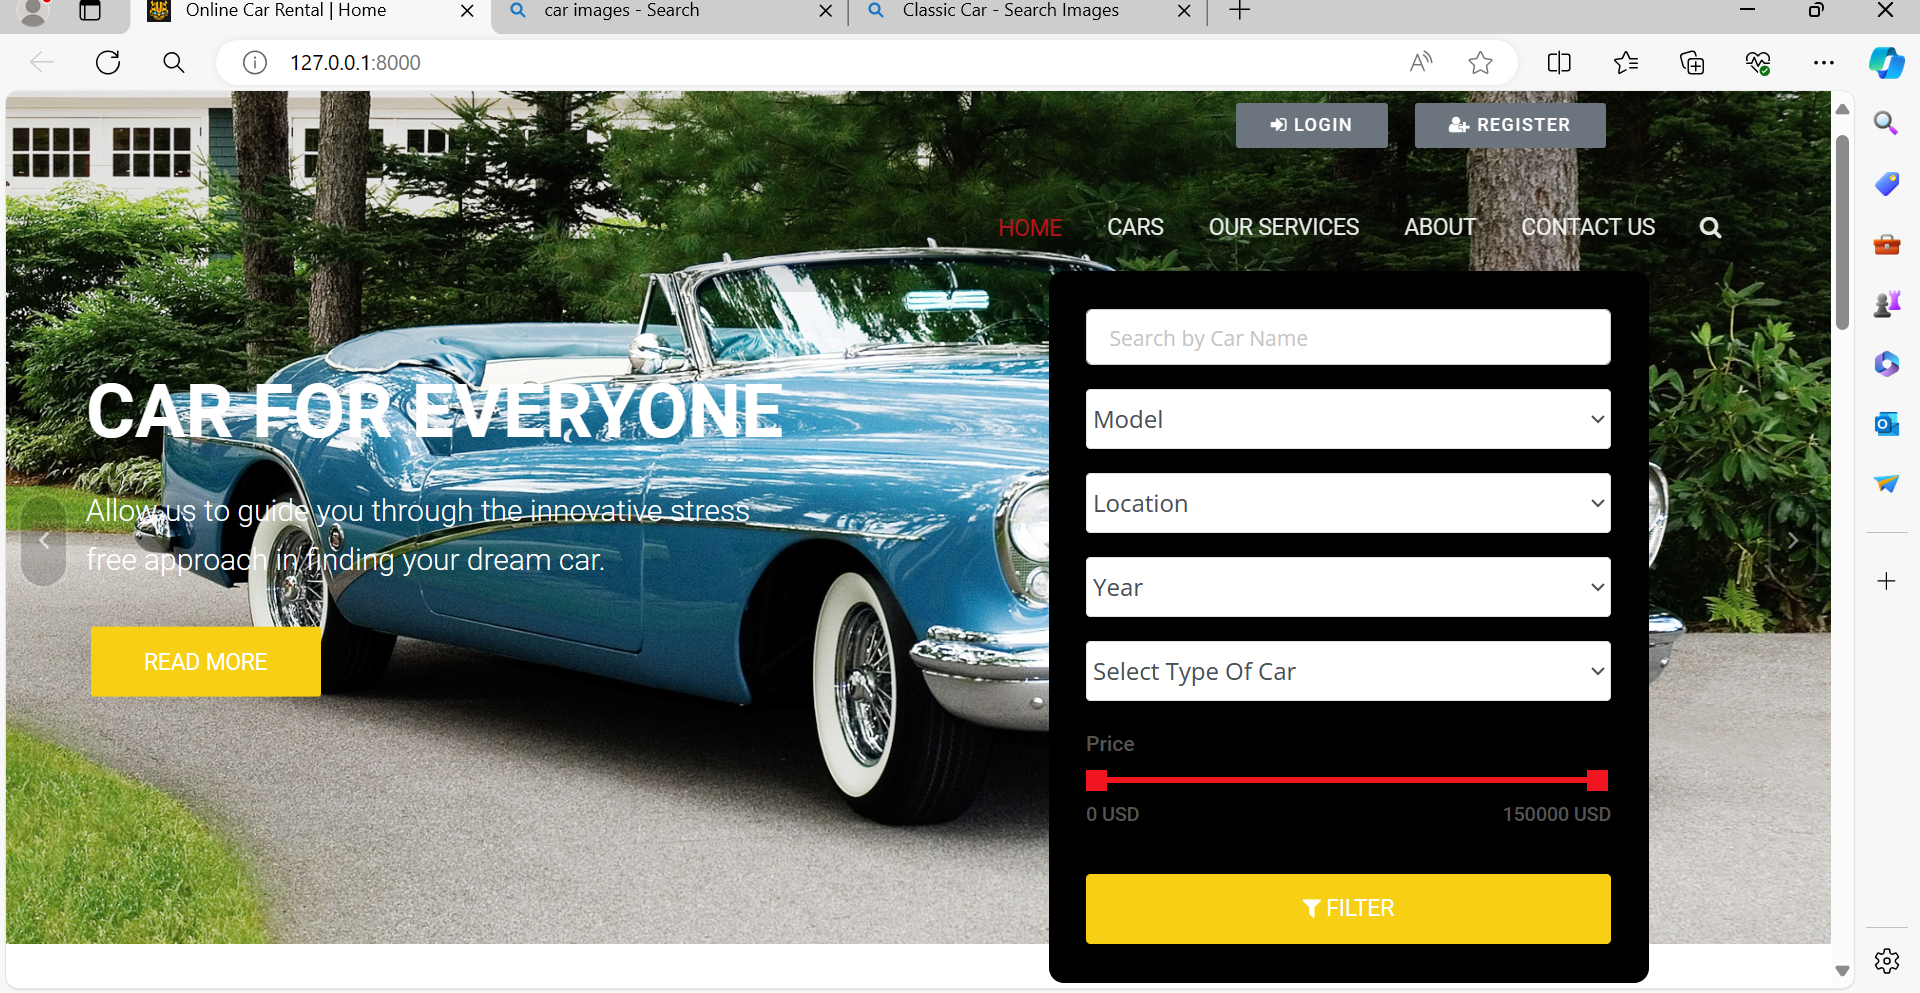 Online Car Rental | Home
car images - Search
Classic Car - Search Images
127.0.0.1:8000
LOGIN
REGISTER
HOME
CARS
OUR SERVICES
ABOUT
CONTACT US
CAR FOR EVERYONE
Allow us to guide you through the innovative stress
free approach in finding your dream car.
READ MORE
Search by Car Name
Model
Location
Year
Select Type Of Car
Price
0 USD
150000 USD
FILTER